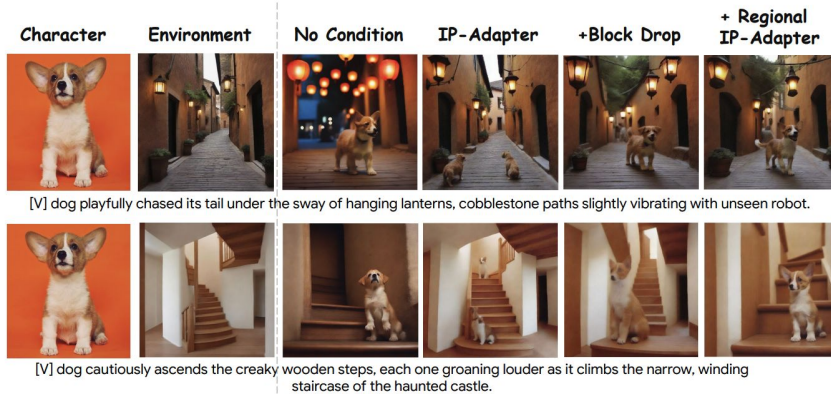 Character
Environment
No Condition
IP-Adapter
+Block Drop
+ Regional
IP-Adapter
[V] dog playfully chased its tail under the sway of hanging lanterns, cobblestone paths slightly vibrating with unseen robot.
[V] dog cautiously ascends the creaky wooden steps, each one groaning louder as it climbs the narrow, winding
staircase of the haunted castle.